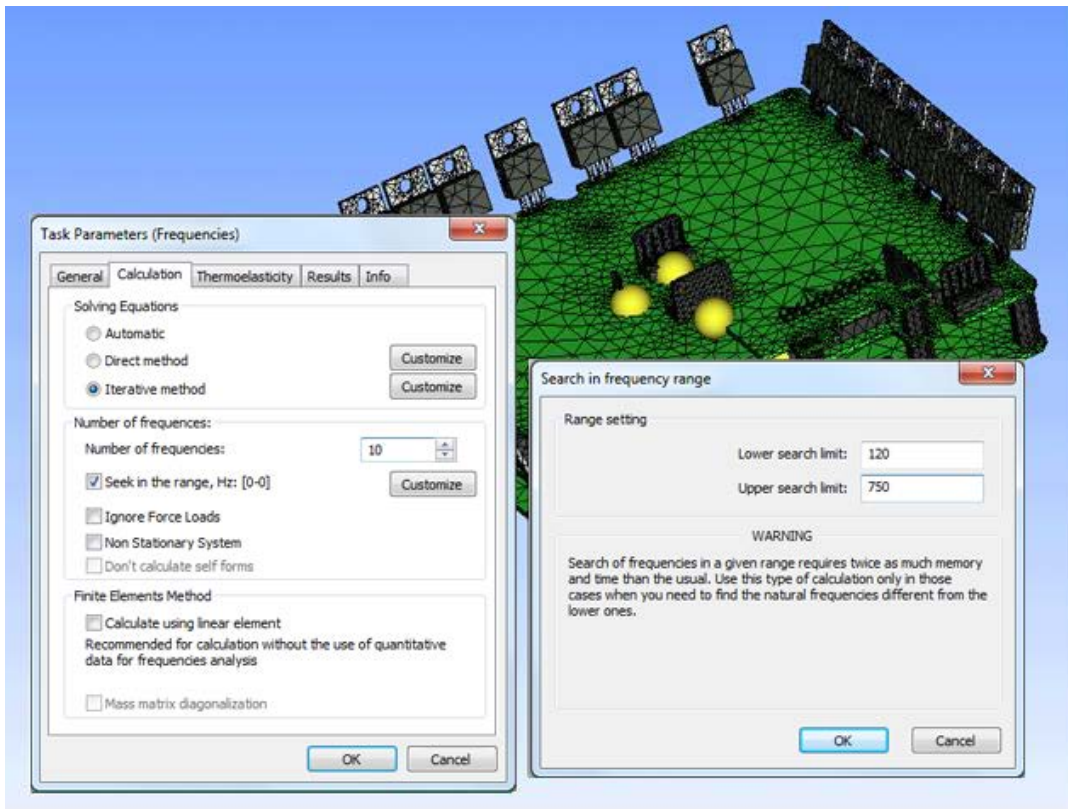 Task Parameters (Frequencies)
General Calculation Thermoelasticity Results Info
Solving Equations
Automatic
Direct method
Customize
Iterative method
Customize
Number of frequences:
Number of frequencies:
10
Seek in the range, Hz: [0-0]
Customize
Ignore Force Loads
Non Stationary System
Don't calculate self forms
Finite Elements Method
Calculate using linear element
Recommended for calculation without the use of quantitative
data for frequencies analysis
Mass matrix diagonalization
OK
Cancel
Search in frequency range
Range setting
Lower search limit:
120
Upper search limit:
750
WARNING
Search of frequencies in a given range requires twice as much memory
and time than the usual. Use this type of calculation only in those
cases when you need to find the natural frequencies different from the
lower ones.
OK
Cancel